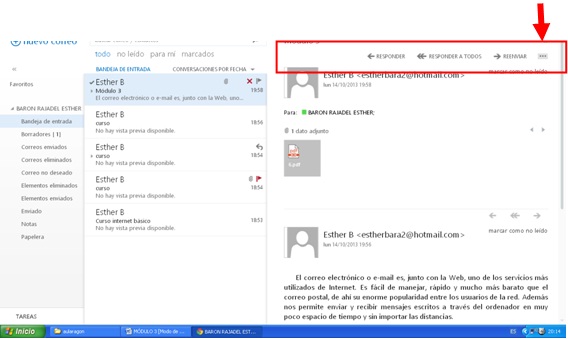 nuevo correo
todo no leído para mí marcados
«
BANDEJA DE ENTRADA CONVERSACIONES POR FECHA
Favoritos
BARON RAJADEL ESTHER
Bandeja de entrada
Borradores [1]
Correos enviados
Correos eliminados
Correo no deseado
Elementos eliminados
Elementos enviados
Enviado
Notas
Papelera
TAREAS
Esther B
Módulo 3 19:58
El correo electrónico o e-mail es, junto con la Web, uno...
Esther B
curso 18:56
No hay vista previa disponible.
Esther B
curso 18:54
No hay vista previa disponible.
Esther B
curso 18:54
No hay vista previa disponible.
Esther B
Curso internet básico 18:53
No hay vista previa disponible.
RESPONDER RESPONDER A TODOS REENVIAR
marcar como no leído
Esther B <estherbara2@hotmail.com>
lun 14/10/2013 19:58
Para: BARON RAJADEL ESTHER;
1 dato adjunto
marcar como no leído
Esther B <estherbara2@hotmail.com>
lun 14/10/2013 19:58
El correo electrónico o e-mail es, junto con la Web, uno de los servicios más
utilizados de Internet. Es fácil de manejar, rápido y mucho más barato que el
correo postal, de ahí su enorme popularidad entre los usuarios de la red. Además
nos permite enviar y recibir mensajes escritos a través del ordenador en muy
poco espacio de tiempo y sin importar las distancias.
Inicio aularagon MÓDULO 3 [Modo de ... BARON RAJADEL EST... ES 20:14